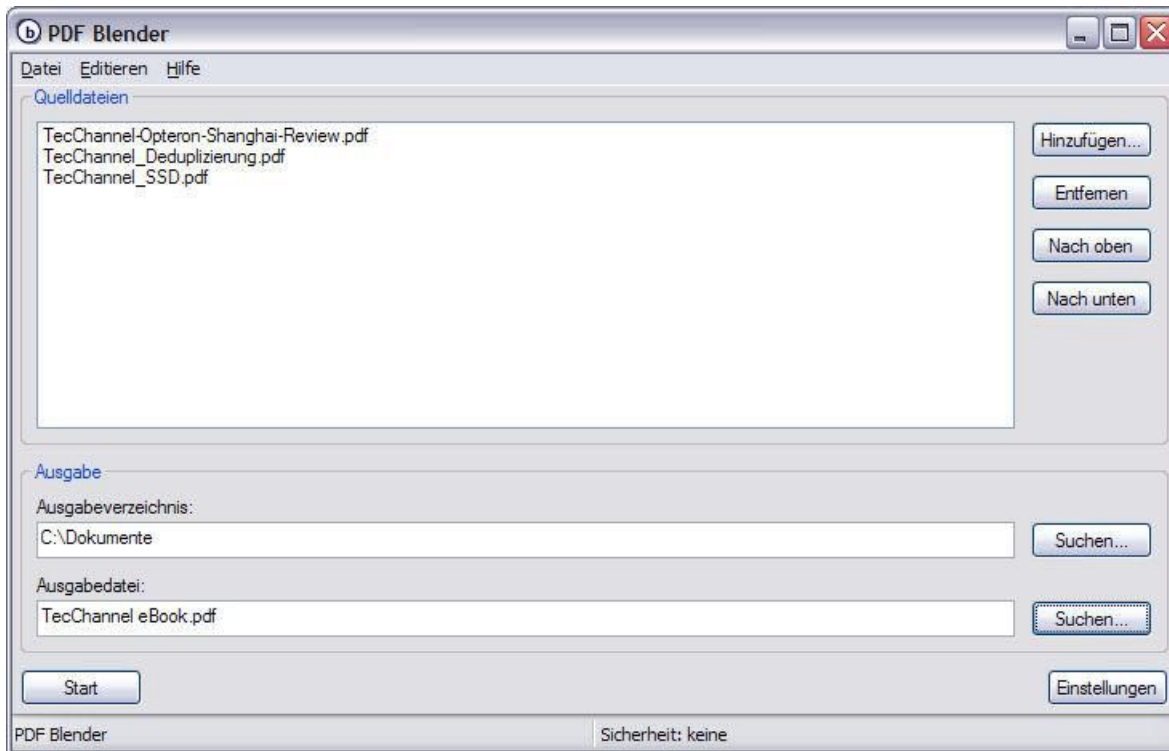 PDF Blender
Datei Editieren Hilfe
Quelldateien
TecChannel-Opteron-Shanghai-Review.pdf
TecChannel_Deduplizierung.pdf
TecChannel_SSD.pdf
Hinzufügen...
Entfernen
Nach oben
Nach unten
Ausgabe
Ausgabeverzeichnis:
C:\Dokumente
Suchen...
Ausgabedatei:
TecChannel eBook.pdf
Suchen...
Start
Einstellungen
PDF Blender
Sicherheit: keine